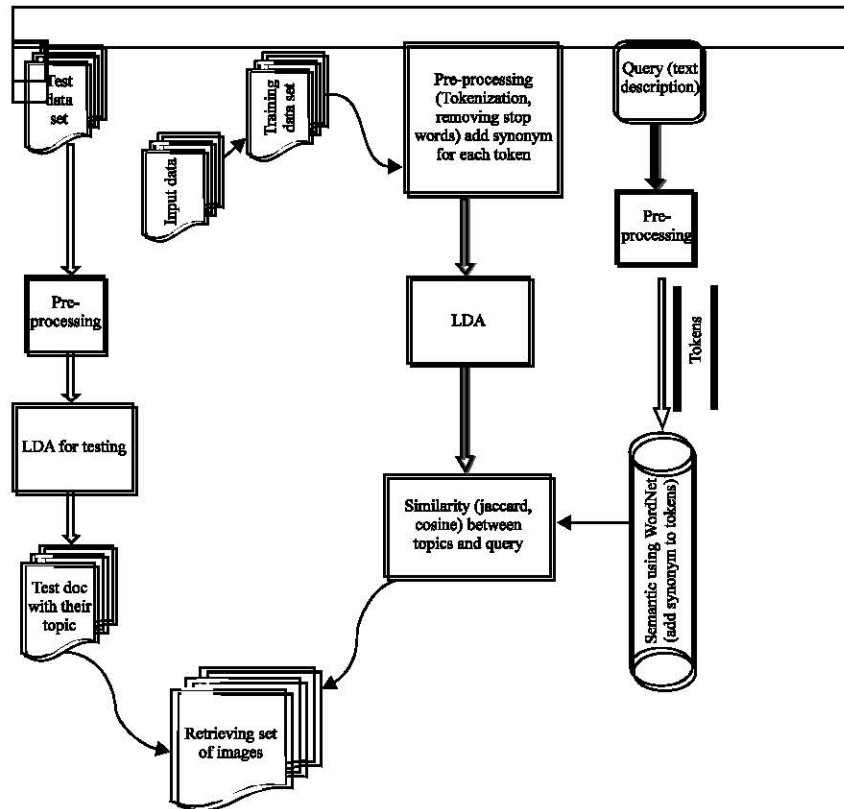 Test
data
set
Input data
Training
data set
Pre-processing
(Tokenization,
removing stop
words) add synonym
for each token
Query (text
description)
Pre-
processing
Tokens
Pre-
processing
LDA
LDA for testing
Similarity (jaccard,
cosine) between
topics and query
Semantic using WordNet
(add synonym to tokens)
Test doc
with their
topic
Retrieving set
of images